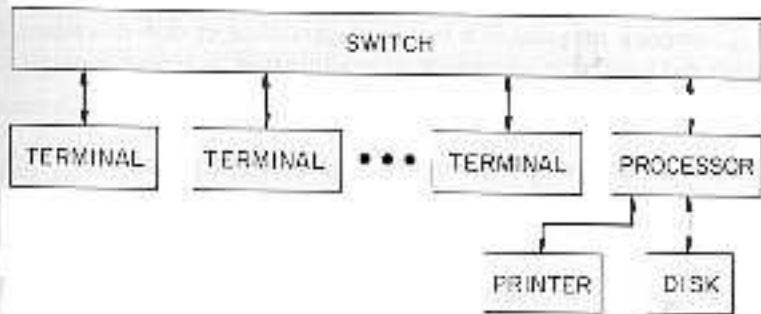 SWITCH
TERMINAL
TERMINAL
TERMINAL
PROCESSOR
PRINTER
DISK